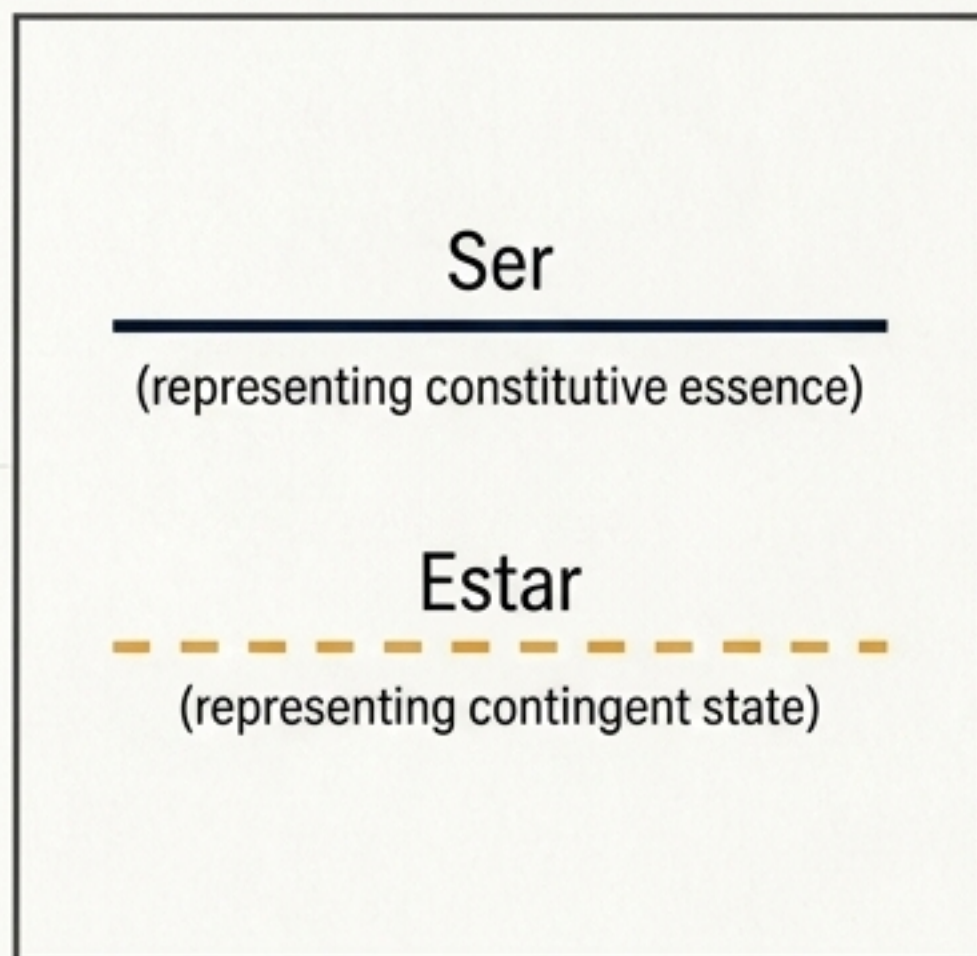 Ser
(representing constitutive essence)
Estar
(representing contingent state)